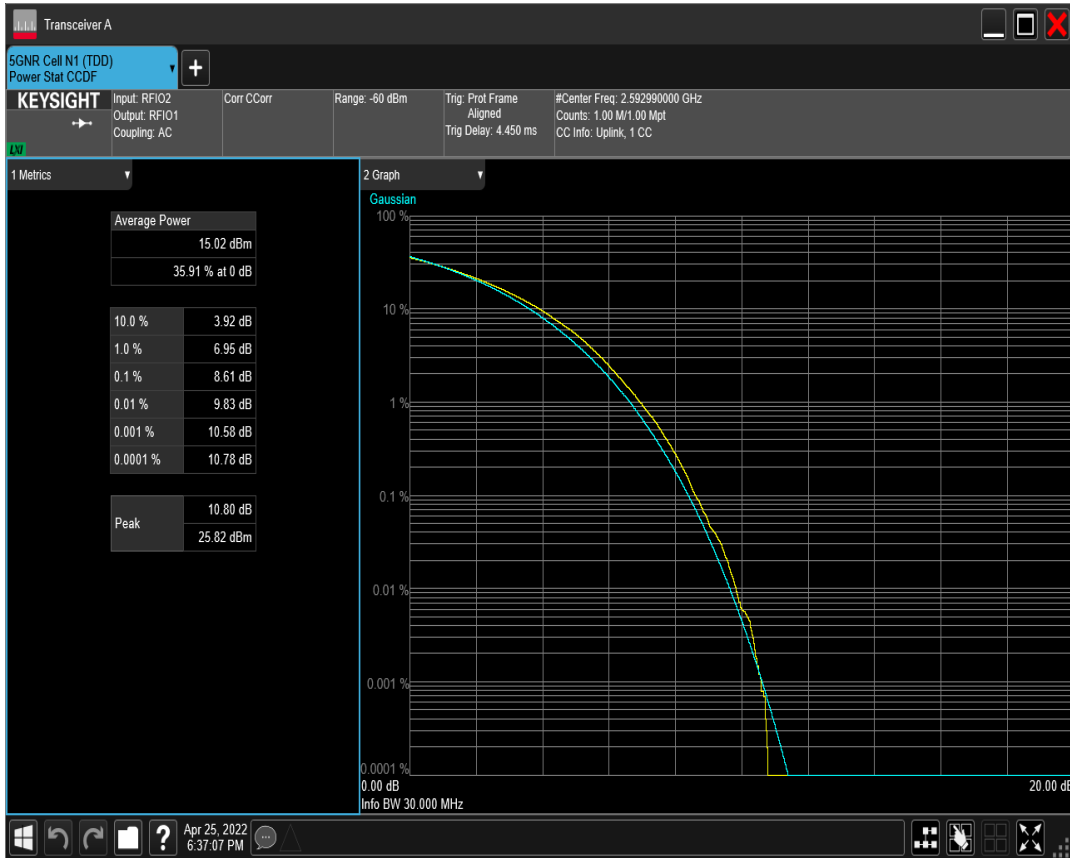 Transceiver A
5GNR Cell N1 (TDD)
Power Stat CCDF
KEYSIGHT
LXI
Input: RFIO2
Output: RFIO1
Coupling: AC
Corr CCorr
Range: -60 dBm
Trig: Prot Frame
Aligned
Trig Delay: 4.450 ms
#Center Freq: 2.592990000 GHz
Counts: 1.00 M/1.00 Mpt
CC Info: Uplink, 1 CC
1 Metrics
Average Power
15.02 dBm
35.91 % at 0 dB
10.0 % 3.92 dB
1.0 % 6.95 dB
0.1 % 8.61 dB
0.01 % 9.83 dB
0.001 % 10.58 dB
0.0001 % 10.78 dB
Peak 10.80 dB
25.82 dBm
2 Graph
Gaussian
100 %
10 %
1 %
0.1 %
0.01 %
0.001 %
0.0001 %
0.00 dB 20.00 dB
Info BW 30.000 MHz
Apr 25, 2022
6:37:07 PM